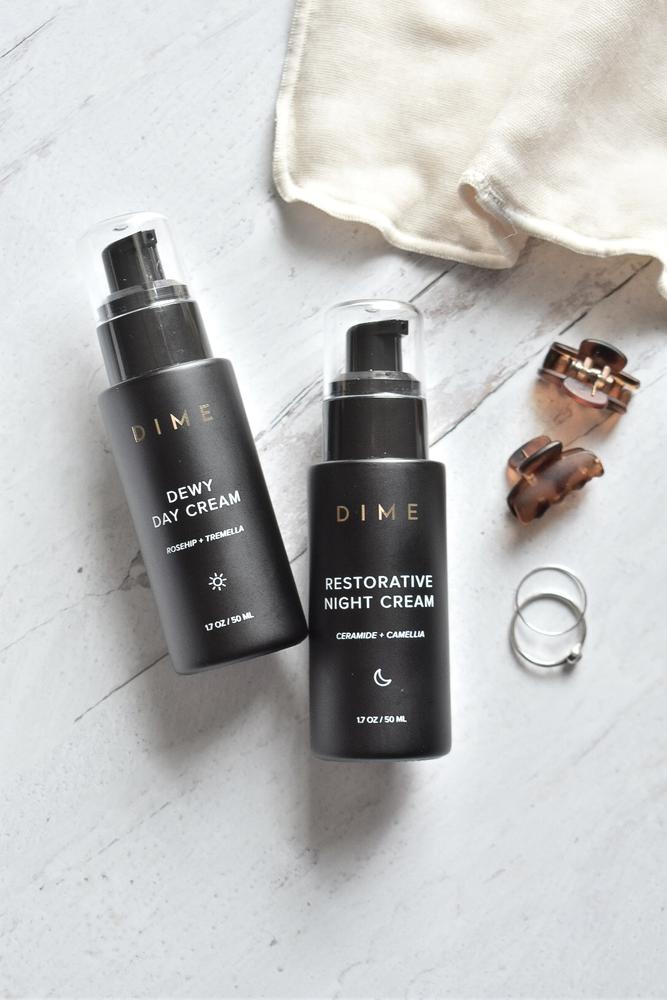 DIME
DEWY
DAY CREAM
ROSEHIP + TREMELLA
1.7 OZ / 50 ML
DIME
RESTORATIVE
NIGHT CREAM
CERAMIDE + CAMELLIA
1.7 OZ / 50 ML